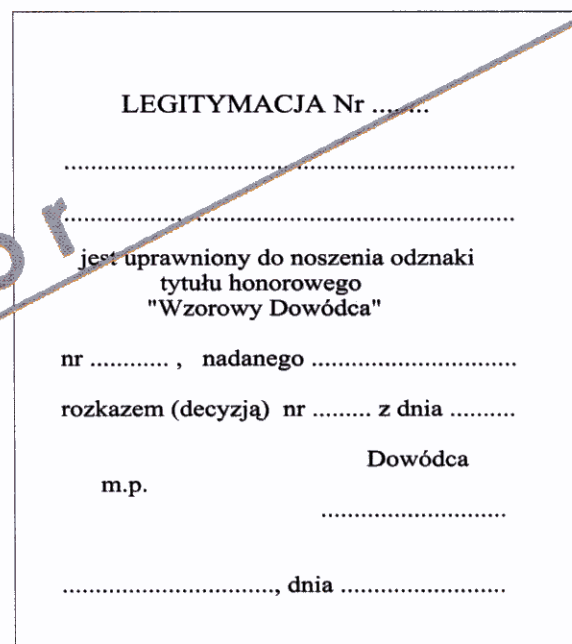 LEGITYMACJA Nr .........
......................................................................
......................................................................
jest uprawniony do noszenia odznaki
tytułu honorowego
"Wzorowy Dowódca"
nr ............ , nadanego ...............................
rozkazem (decyzją) nr ......... z dnia ..........
Dowódca
m.p.
............................
................................, dnia .........................
or